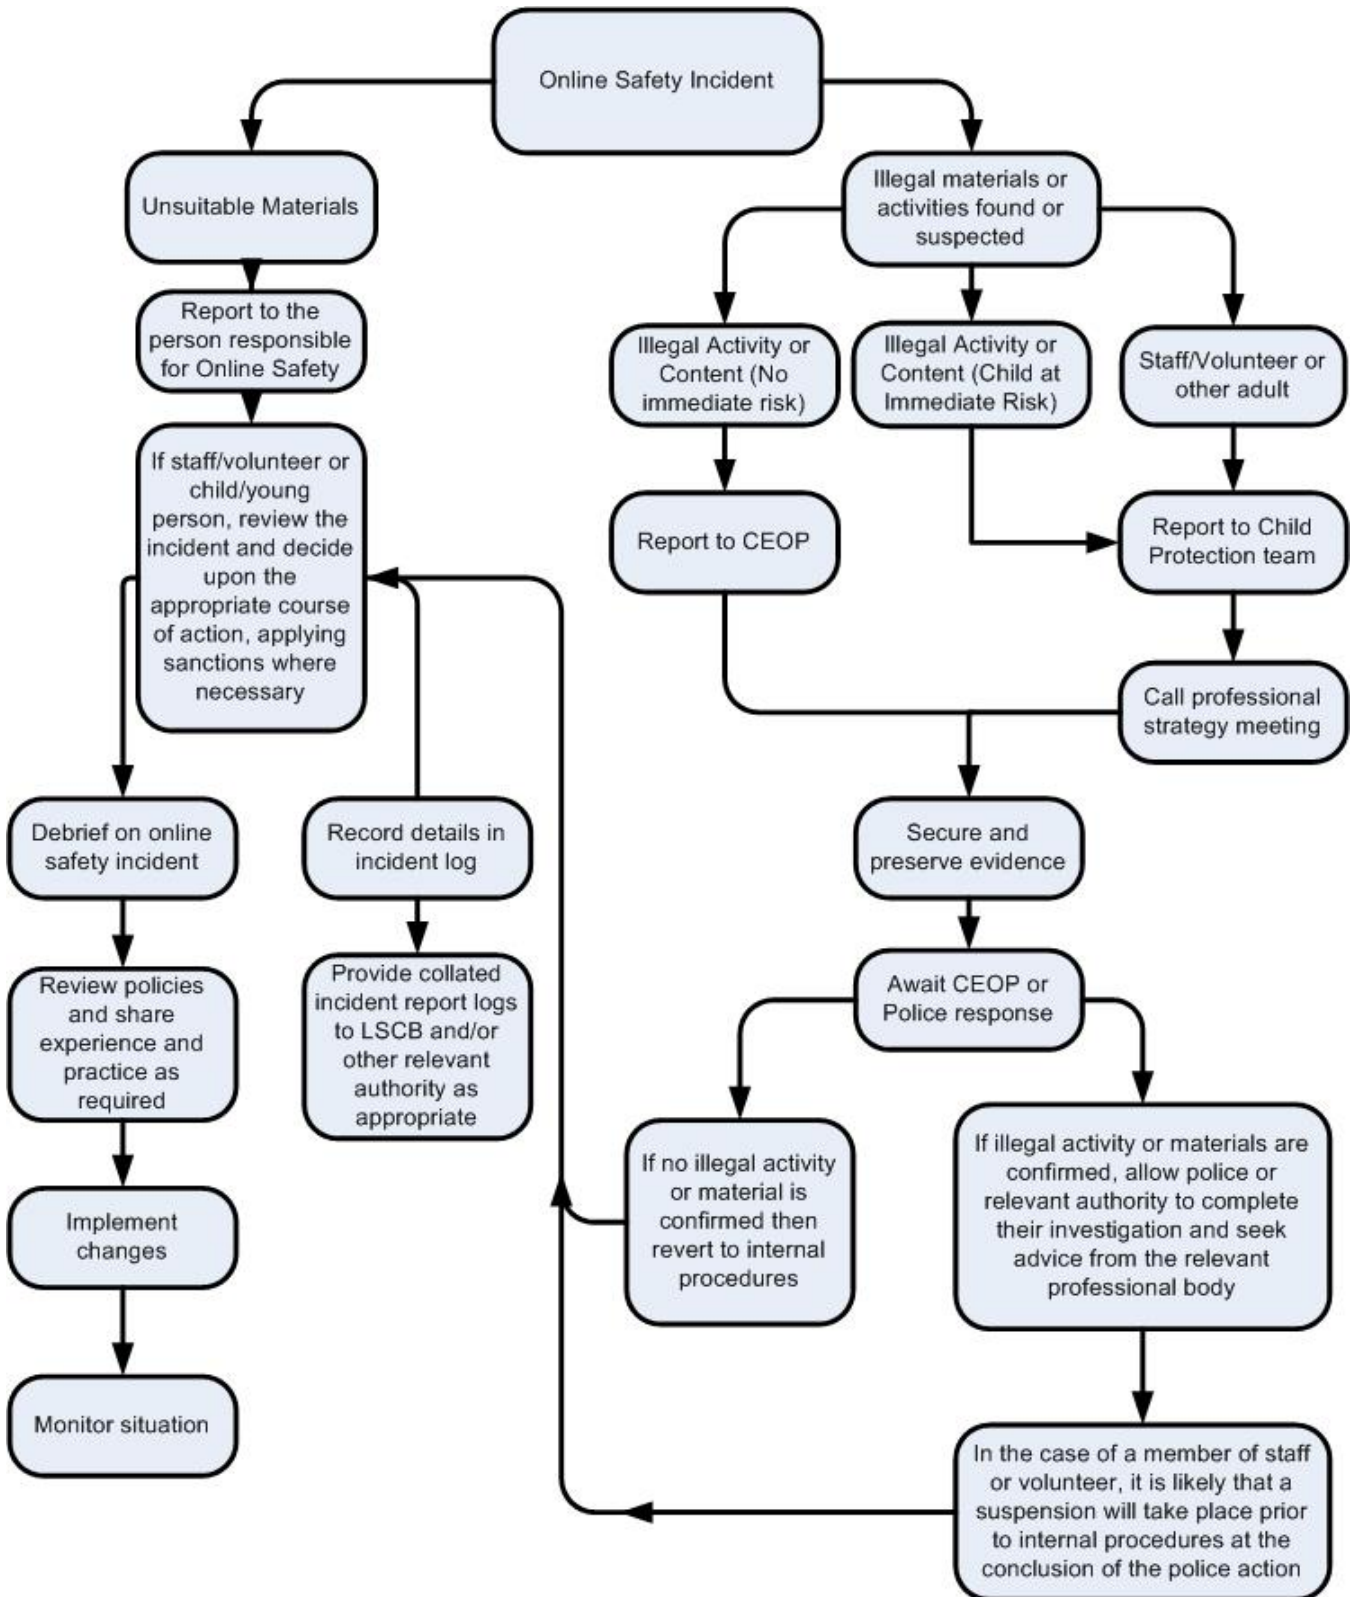 Online Safety Incident
Unsuitable Materials
Report to the
person responsible
for Online Safety
If staff/volunteer or
child/young
person, review the
incident and decide
upon the
appropriate course
of action, applying
sanctions where
necessary
Debrief on online
safety incident
Review policies
and share
experience and
practice as
required
Implement
changes
Monitor situation
Record details in
incident log
Provide collated
incident report logs
to LSCB and/or
other relevant
authority as
appropriate
Illegal materials or
activities found or
suspected
Illegal Activity or
Content (No
immediate risk)
Illegal Activity or
Content (Child at
Immediate Risk)
Staff/Volunteer or
other adult
Report to CEOP
Report to Child
Protection team
Call professional
strategy meeting
Secure and
preserve evidence
Await CEOP or
Police response
If no illegal activity
or material is
confirmed then
revert to internal
procedures
If illegal activity or materials are
confirmed, allow police or
relevant authority to complete
their investigation and seek
advice from the relevant
professional body
In the case of a member of staff
or volunteer, it is likely that a
suspension will take place prior
to internal procedures at the
conclusion of the police action